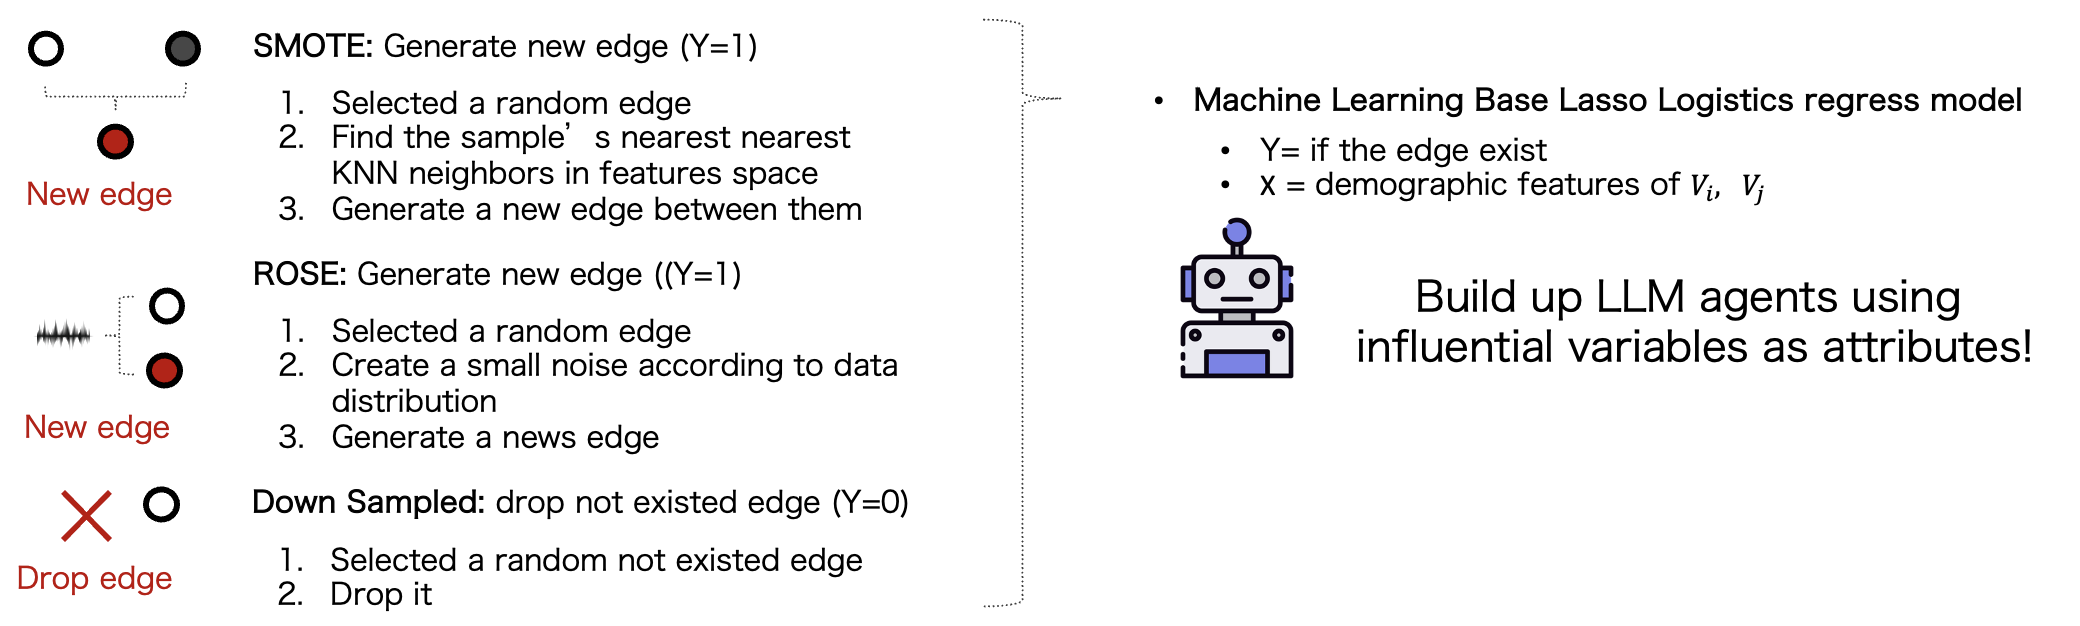 SMOTE: Generate new edge (Y=1)
1. Selected a random edge
2. Find the sample’s nearest nearest
KNN neighbors in features space
3. Generate a new edge between them
New edge
ROSE: Generate new edge ((Y=1)
1. Selected a random edge
2. Create a small noise according to data
distribution
3. Generate a news edge
New edge
Down Sampled: drop not existed edge (Y=0)
1. Selected a random not existed edge
2. Drop it
Drop edge
• Machine Learning Base Lasso Logistics regress model
• Y= if the edge exist
• x = demographic features of V_i, V_j
Build up LLM agents using
influential variables as attributes!